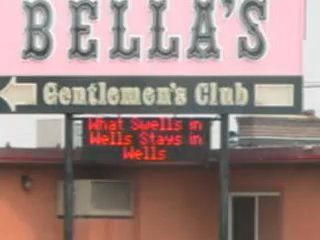 BELLA'S
Gentlemen's Club
What Swells in
Wells Stays in
Wells